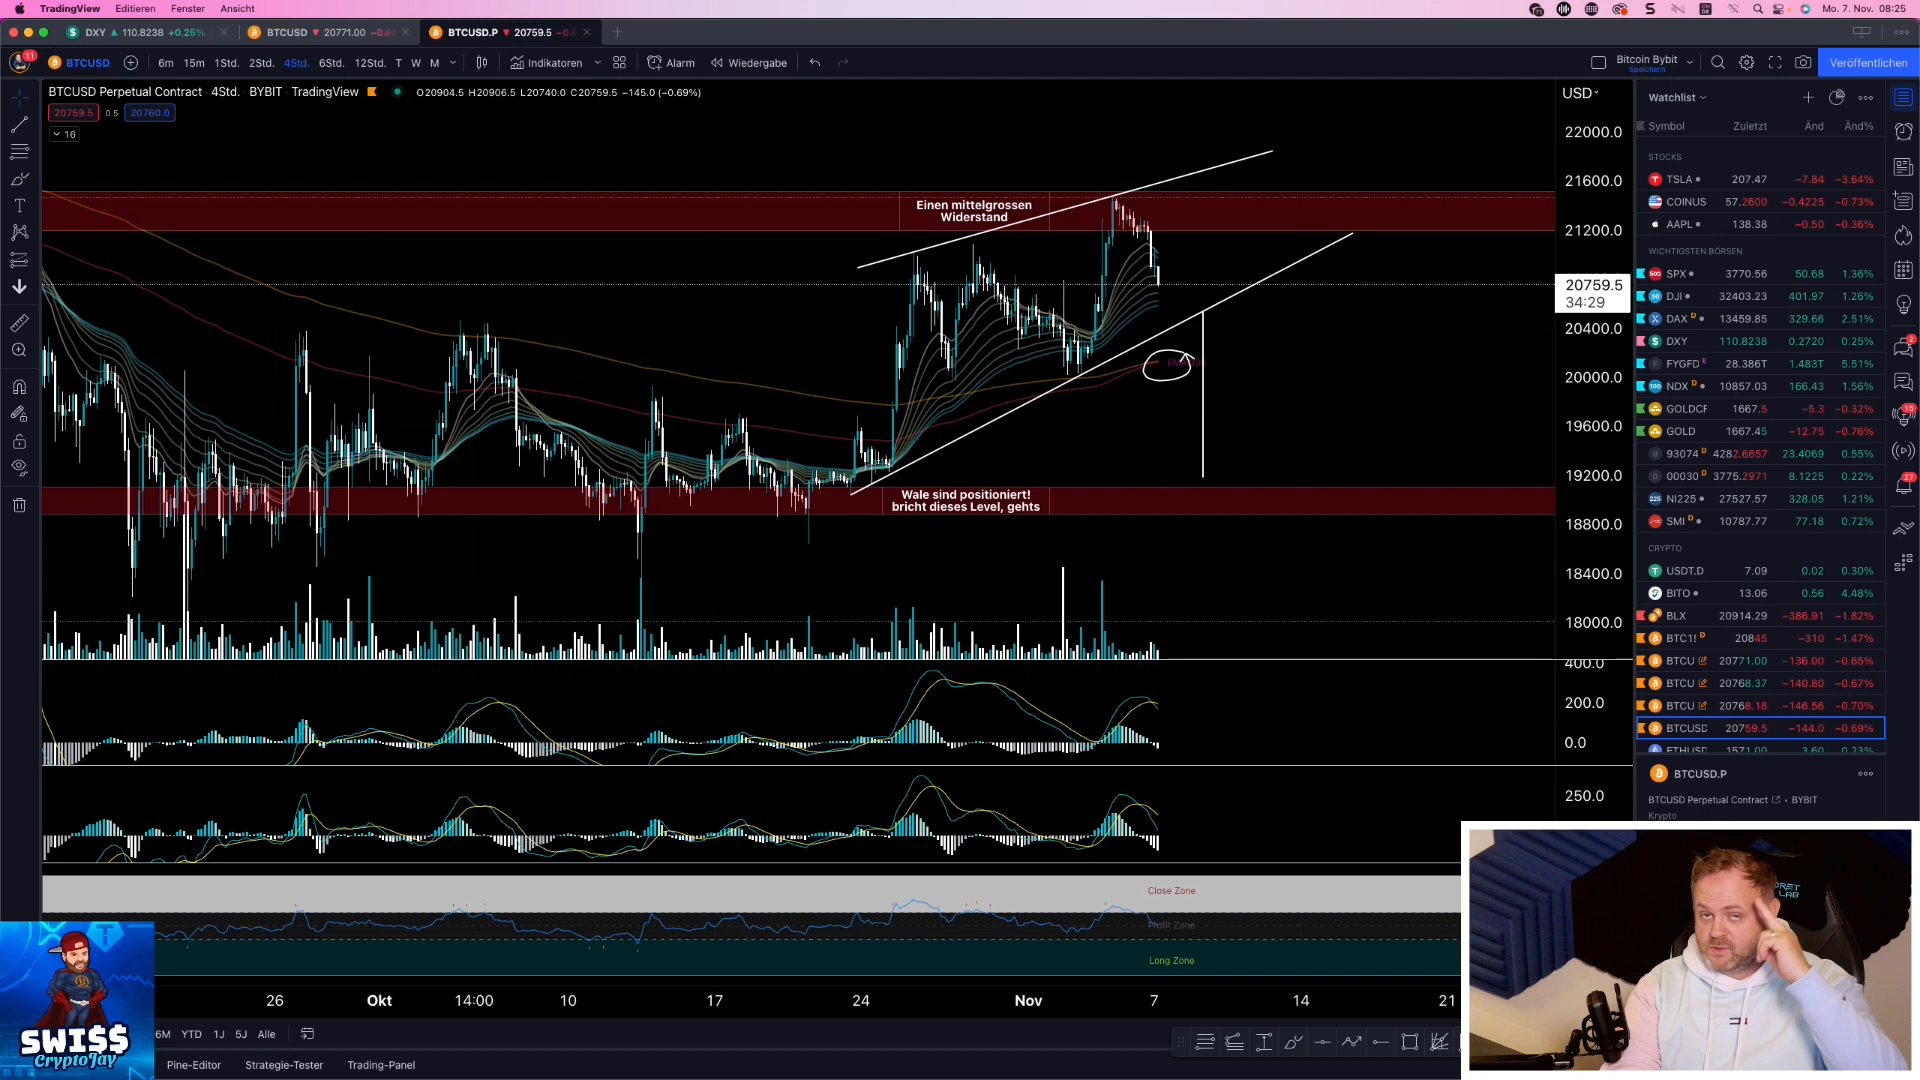 TradingView Editieren Fenster Ansicht
Mo. 7. Nov. 08:25
DXY 110.8238 +0.25%
BTCUSD 20771.00
BTCUSD.P 20759.5
11
BTCUSD
6m 15m 1Std. 2Std. 4Std. 6Std. 12Std. T W M
Indikatoren
Alarm
Wiedergabe
Bitcoin Bybit
Speichern
Veröffentlichen
BTCUSD Perpetual Contract · 4Std. · BYBIT · TradingView
O20904.5 H20906.5 L20740.0 C20759.5 −145.0 (−0.69%)
20759.5 0.5 20760.0
16
USD
22000.0
21600.0
21200.0
20759.5
34:29
20400.0
20000.0
19600.0
19200.0
18800.0
18400.0
18000.0
400.0
200.0
0.0
250.0
Einen mittelgrossen
Widerstand
Wale sind positioniert!
bricht dieses Level, gehts
Close Zone
Profit Zone
Long Zone
26 Okt 14:00 10 17 24 Nov 7 14 21
6M YTD 1J 5J Alle
Pine-Editor Strategie-Tester Trading-Panel
SWI$$
CryptoJay
Watchlist
Symbol Zuletzt Änd Änd%
STOCKS
TSLA 207.47 −7.84 −3.64%
COINUS 57.2600 −0.4225 −0.73%
AAPL 138.38 −0.50 −0.36%
WICHTIGSTEN BÖRSEN
SPX 3770.56 50.68 1.36%
DJI 32403.23 401.97 1.26%
DAX D 13459.85 329.66 2.51%
DXY 110.8238 0.2720 0.25%
FYGFD E 28.386T 1.483T 5.51%
NDX D 10857.03 166.43 1.56%
GOLDCF 1667.5 −5.3 −0.32%
GOLD 1667.45 −12.75 −0.76%
93074 D 4282.6657 23.4069 0.55%
00030 D 3775.2971 8.1225 0.22%
NI225 27527.57 328.05 1.21%
SMI D 10787.77 77.18 0.72%
CRYPTO
USDT.D 7.09 0.02 0.30%
BITO 13.06 0.56 4.48%
BLX 20914.29 −386.91 −1.82%
BTC1! D 20845 −310 −1.47%
BTCU 20771.00 −136.00 −0.65%
BTCU 20768.37 −140.80 −0.67%
BTCU 20768.18 −146.56 −0.70%
BTCUSD 20759.5 −144.0 −0.69%
ETHUSD 1571.00 3.60 0.23%
BTCUSD.P
BTCUSD Perpetual Contract · BYBIT
Krypto
2
15
27